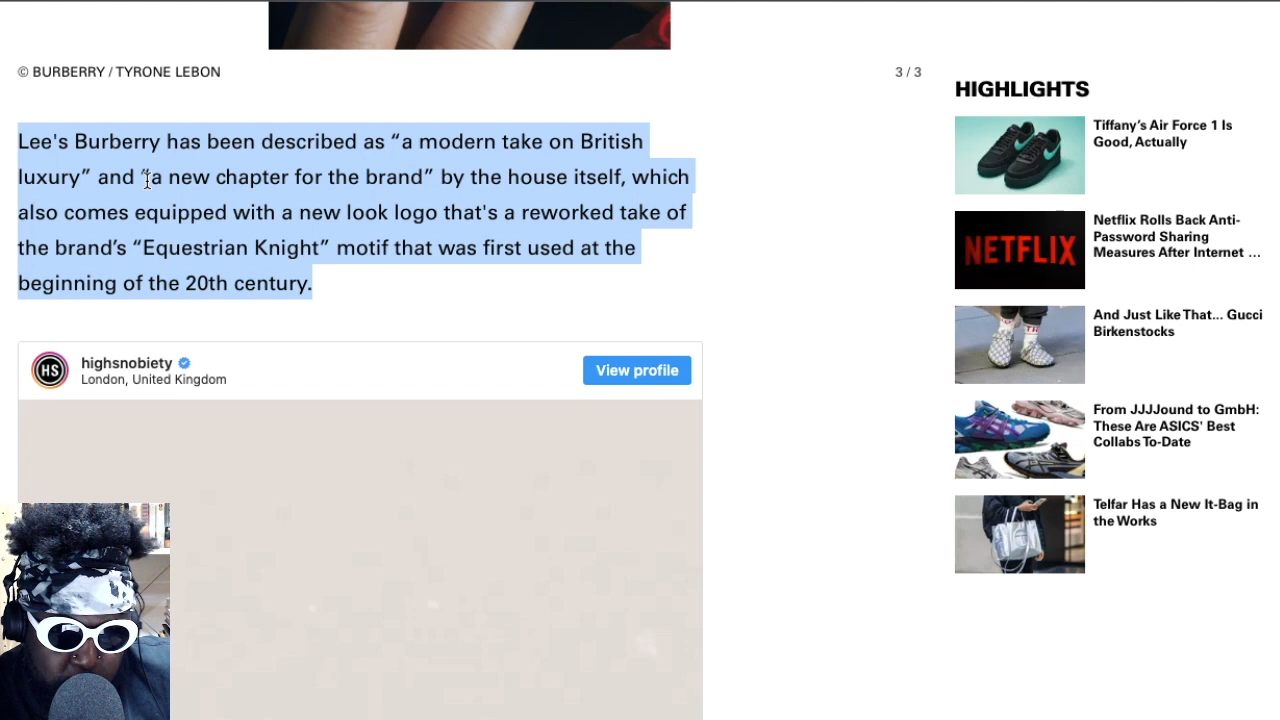 © BURBERRY / TYRONE LEBON
3 / 3
Lee's Burberry has been described as “a modern take on British
luxury” and “a new chapter for the brand” by the house itself, which
also comes equipped with a new look logo that's a reworked take of
the brand’s “Equestrian Knight” motif that was first used at the
beginning of the 20th century.
HS
highsnobiety
London, United Kingdom
View profile
HIGHLIGHTS
Tiffany’s Air Force 1 Is
Good, Actually
NETFLIX
Netflix Rolls Back Anti-
Password Sharing
Measures After Internet ...
And Just Like That... Gucci
Birkenstocks
From JJJJound to GmbH:
These Are ASICS' Best
Collabs To-Date
Telfar Has a New It-Bag in
the Works